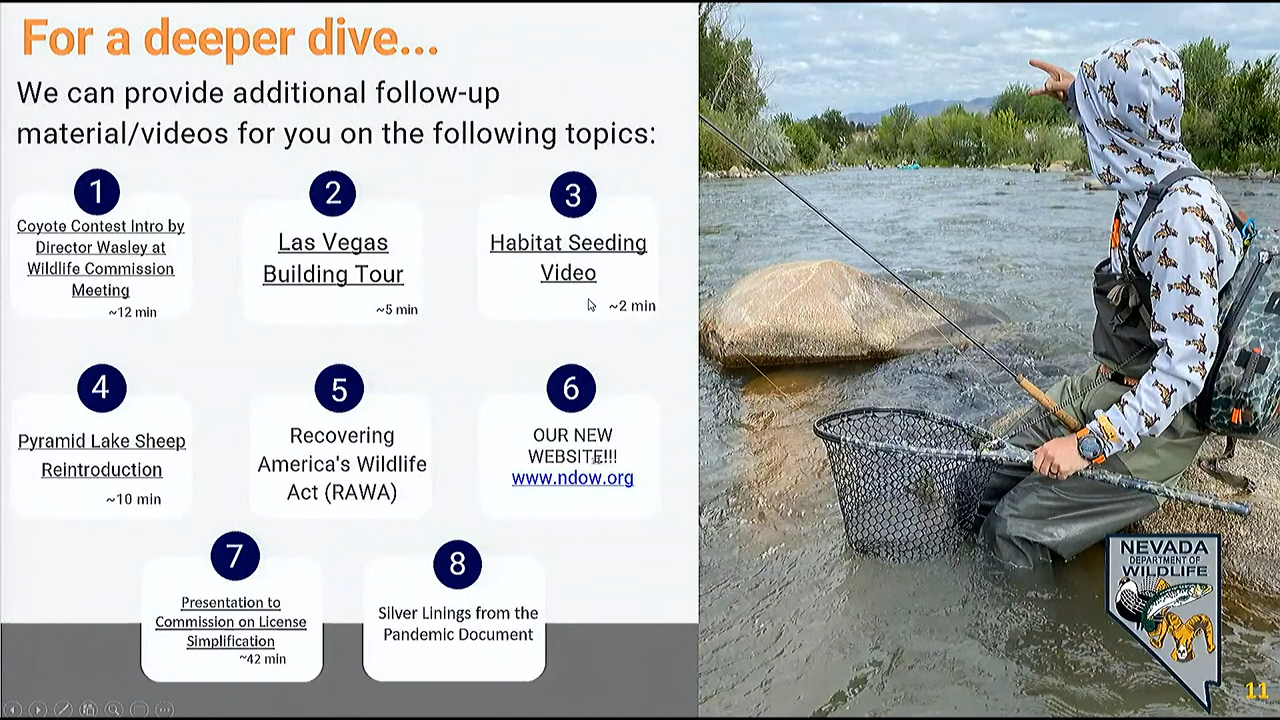 For a deeper dive...
We can provide additional follow-up
material/videos for you on the following topics:
1
Coyote Contest Intro by
Director Wasley at
Wildlife Commission
Meeting
~12 min
2
Las Vegas
Building Tour
~5 min
3
Habitat Seeding
Video
~2 min
4
Pyramid Lake Sheep
Reintroduction
~10 min
5
Recovering
America's Wildlife
Act (RAWA)
6
OUR NEW
WEBSITE!!!
www.ndow.org
7
Presentation to
Commission on License
Simplification
~42 min
8
Silver Linings from the
Pandemic Document
NEVADA
DEPARTMENT OF
WILDLIFE
11